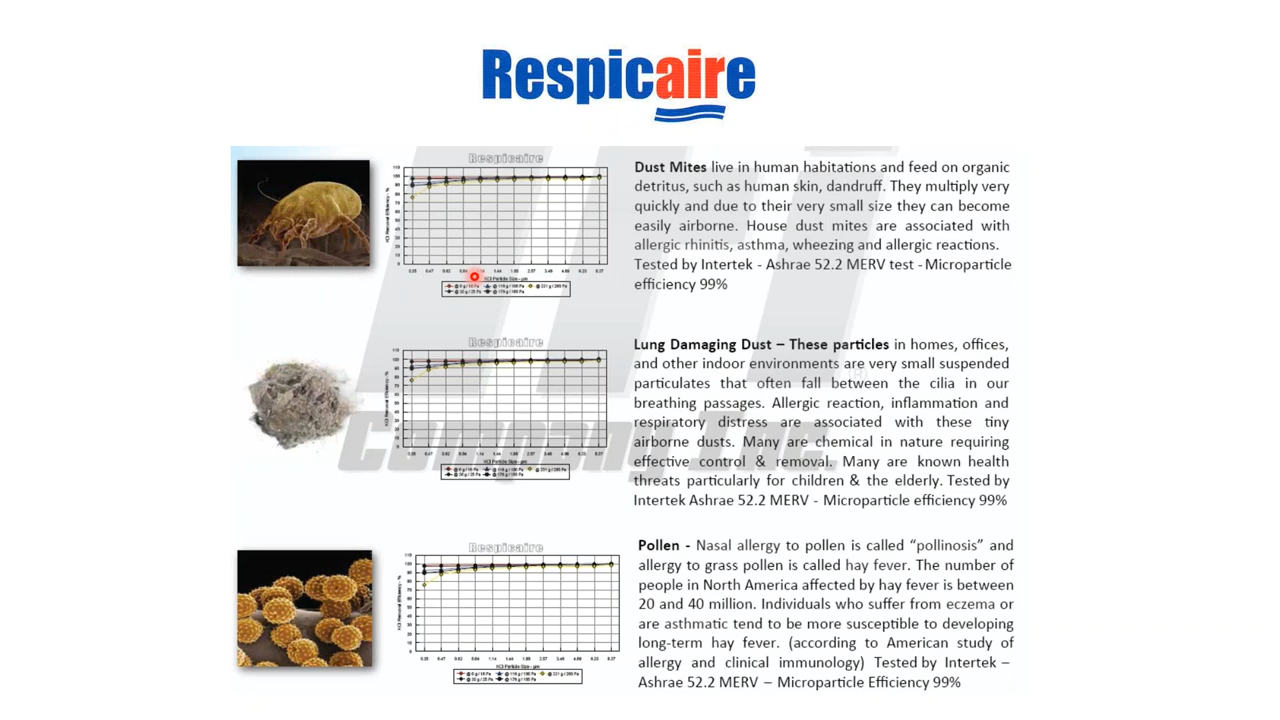 Respicaire
Respicaire
Dust Mites live in human habitations and feed on organic
detritus, such as human skin, dandruff. They multiply very
quickly and due to their very small size they can become
easily airborne. House dust mites are associated with
allergic rhinitis, asthma, wheezing and allergic reactions.
Tested by Intertek - Ashrae 52.2 MERV test - Microparticle
efficiency 99%
Respicaire
Lung Damaging Dust – These particles in homes, offices,
and other indoor environments are very small suspended
particulates that often fall between the cilia in our
breathing passages. Allergic reaction, inflammation and
respiratory distress are associated with these tiny
airborne dusts. Many are chemical in nature requiring
effective control & removal. Many are known health
threats particularly for children & the elderly. Tested by
Intertek Ashrae 52.2 MERV - Microparticle efficiency 99%
Company Inc.
Respicaire
Pollen - Nasal allergy to pollen is called “pollinosis” and
allergy to grass pollen is called hay fever. The number of
people in North America affected by hay fever is between
20 and 40 million. Individuals who suffer from eczema or
are asthmatic tend to be more susceptible to developing
long-term hay fever. (according to American study of
allergy and clinical immunology) Tested by Intertek –
Ashrae 52.2 MERV – Microparticle Efficiency 99%